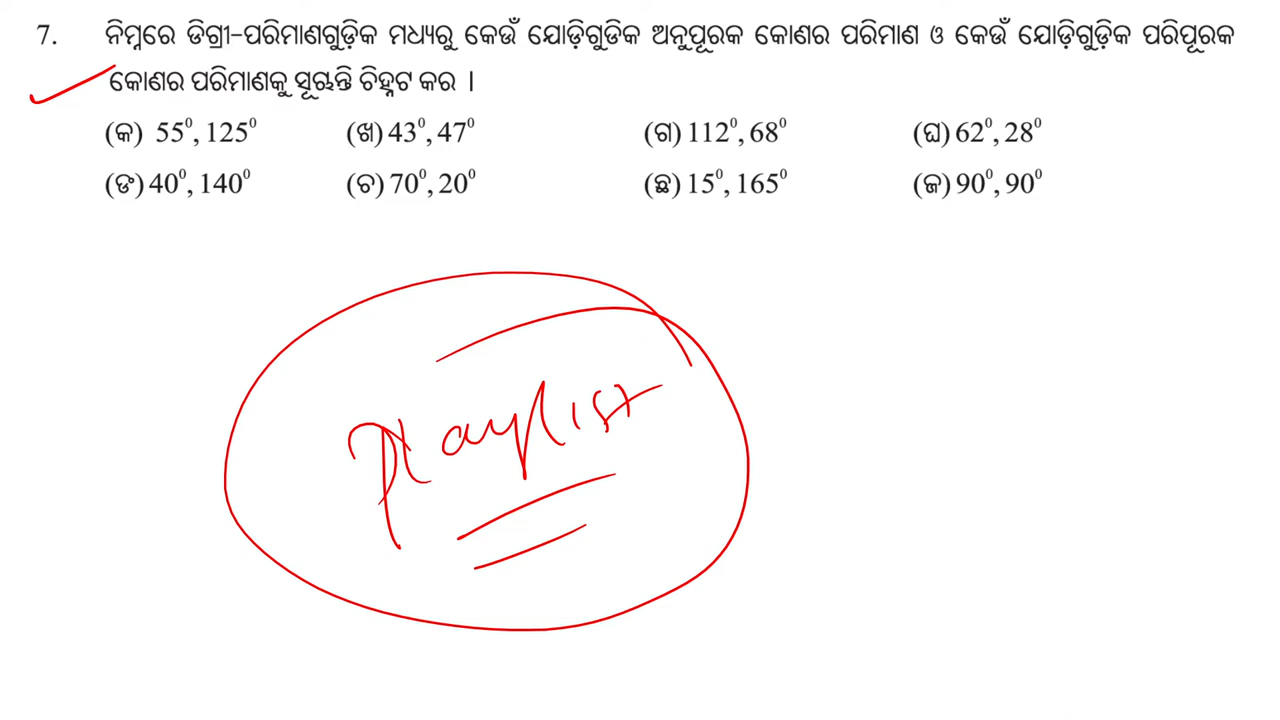 7. ନିମ୍ନରେ ଡିଗ୍ରୀ-ପରିମାଣଗୁଡ଼ିକ ମଧ୍ୟରୁ କେଉଁ ଯୋଡ଼ିଗୁଡିକ ଅନୁପୂରକ କୋଣର ପରିମାଣ ଓ କେଉଁ ଯୋଡ଼ିଗୁଡ଼ିକ ପରିପୂରକ
କୋଣର ପରିମାଣକୁ ସୂଚ୍ଚନ୍ତି ଚିହ୍ନଟ କର ।
(କ) 55⁰, 125⁰ (ଖ) 43⁰, 47⁰ (ଗ) 112⁰, 68⁰ (ଘ) 62⁰, 28⁰
(ଙ) 40⁰, 140⁰ (ଚ) 70⁰, 20⁰ (ଛ) 15⁰, 165⁰ (ଜ) 90⁰, 90⁰
Playlist